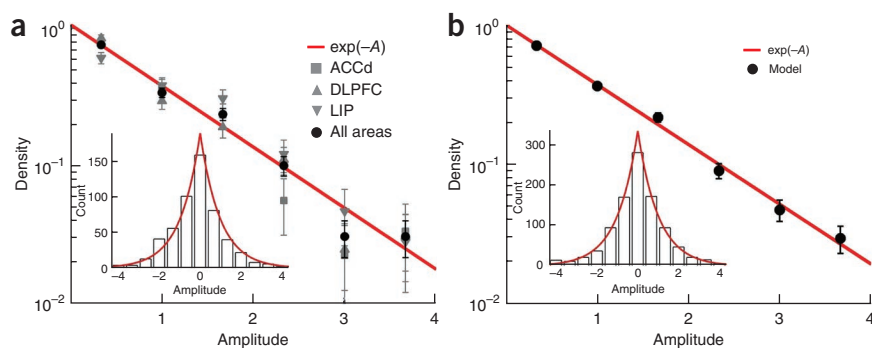 a
10⁰
10⁻¹
10⁻²
Density
1
2
3
4
Amplitude
exp(–A)
ACCd
DLPFC
LIP
All areas
150
100
50
0
Count
–4
–2
0
2
4
Amplitude
b
10⁰
10⁻¹
10⁻²
Density
1
2
3
4
Amplitude
exp(–A)
Model
300
200
100
0
Count
–4
–2
0
2
4
Amplitude